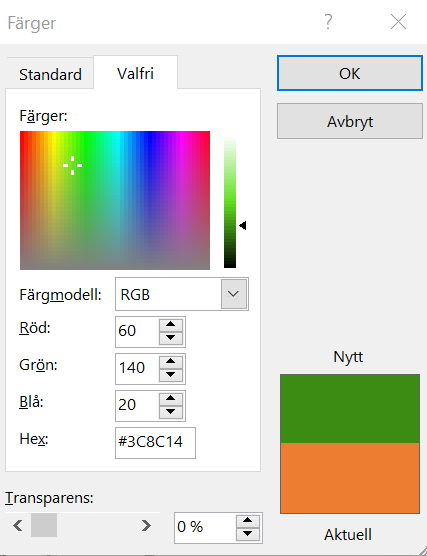 Färger
Standard
Valfri
OK
Avbryt
Färger:
Färgmodell: RGB
Röd: 60
Grön: 140
Blå: 20
Hex: #3C8C14
Nytt
Aktuell
Transparens:
0 %